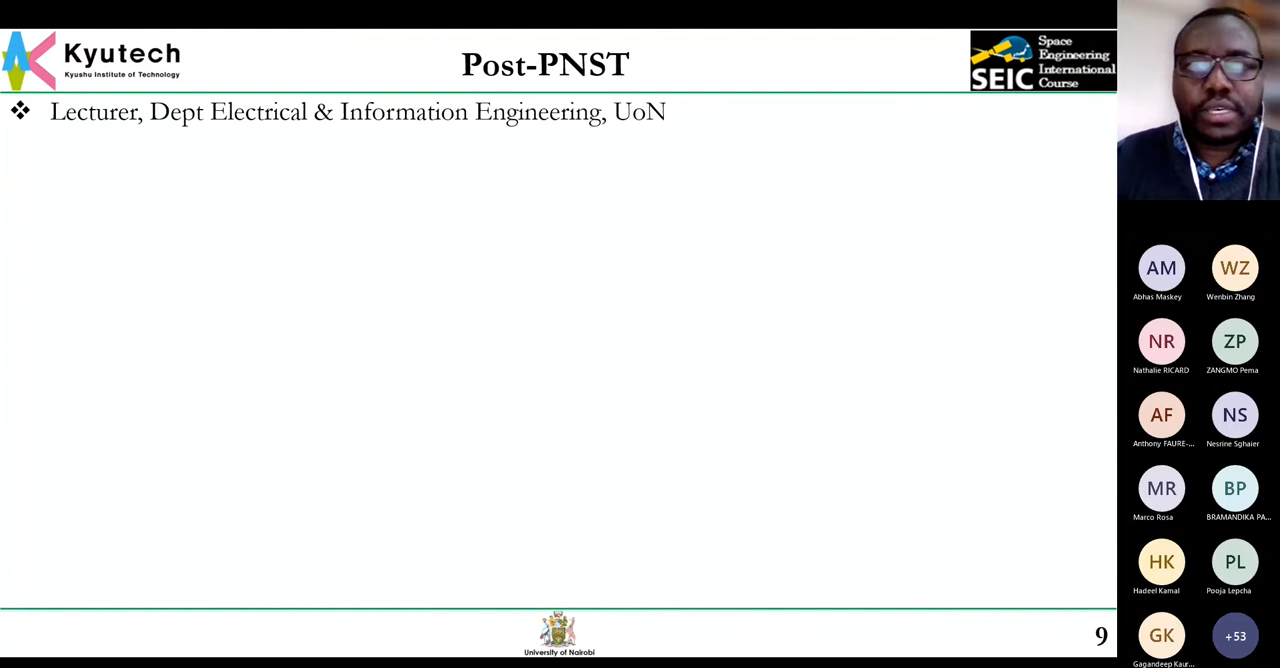 Kyutech
Kyushu Institute of Technology
Post-PNST
SEIC
Space
Engineering
International
Course
❖ Lecturer, Dept Electrical & Information Engineering, UoN
University of Nairobi
9
AM
Abhas Maskey
WZ
Wenbin Zhang
NR
Nathalie RICARD
ZP
ZANGMO Pema
AF
Anthony FAURE-...
NS
Nesrine Sghaier
MR
Marco Rosa
BP
BRAMANDIKA PA...
HK
Hadeel Kamal
PL
Pooja Lepcha
GK
Gagandeep Kaur...
+53